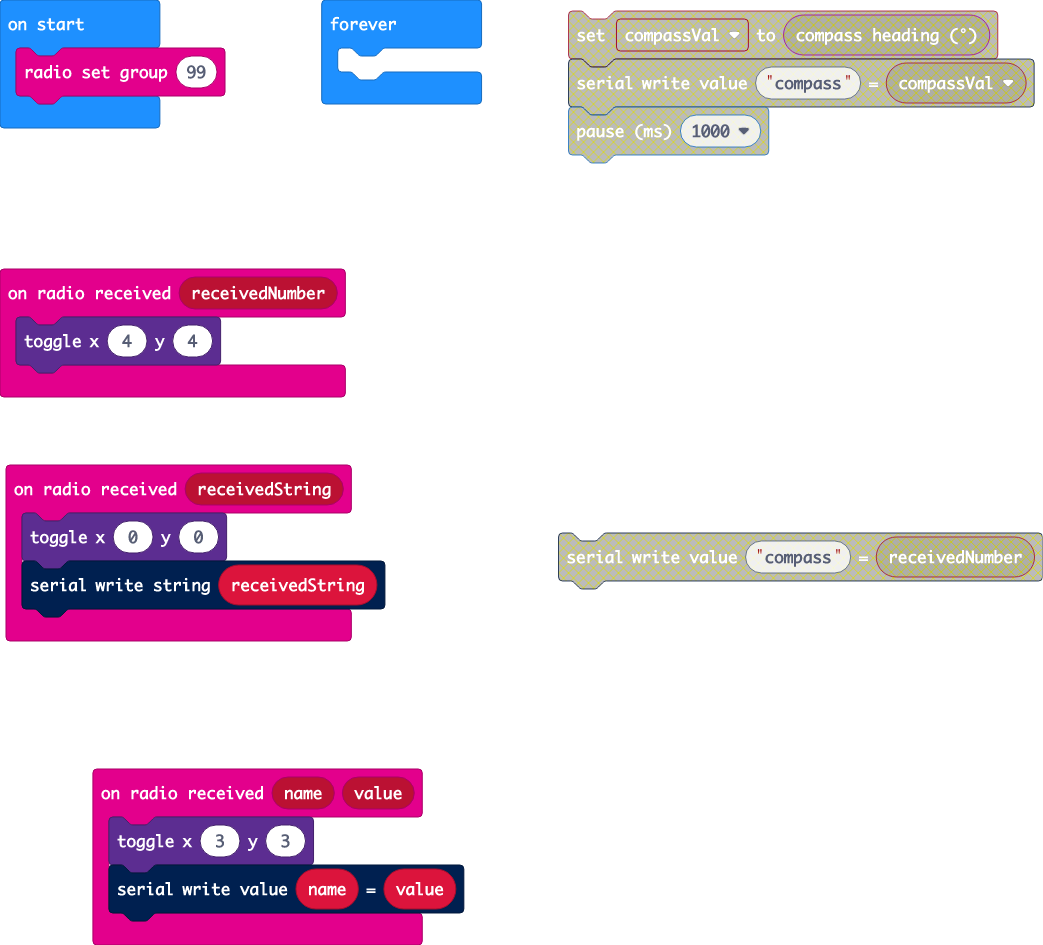 on start
radio set group 99
forever
set compassVal to compass heading (°)
serial write value "compass" = compassVal
pause (ms) 1000
on radio received receivedNumber
toggle x 4 y 4
on radio received receivedString
toggle x 0 y 0
serial write string receivedString
serial write value "compass" = receivedNumber
on radio received name value
toggle x 3 y 3
serial write value name = value